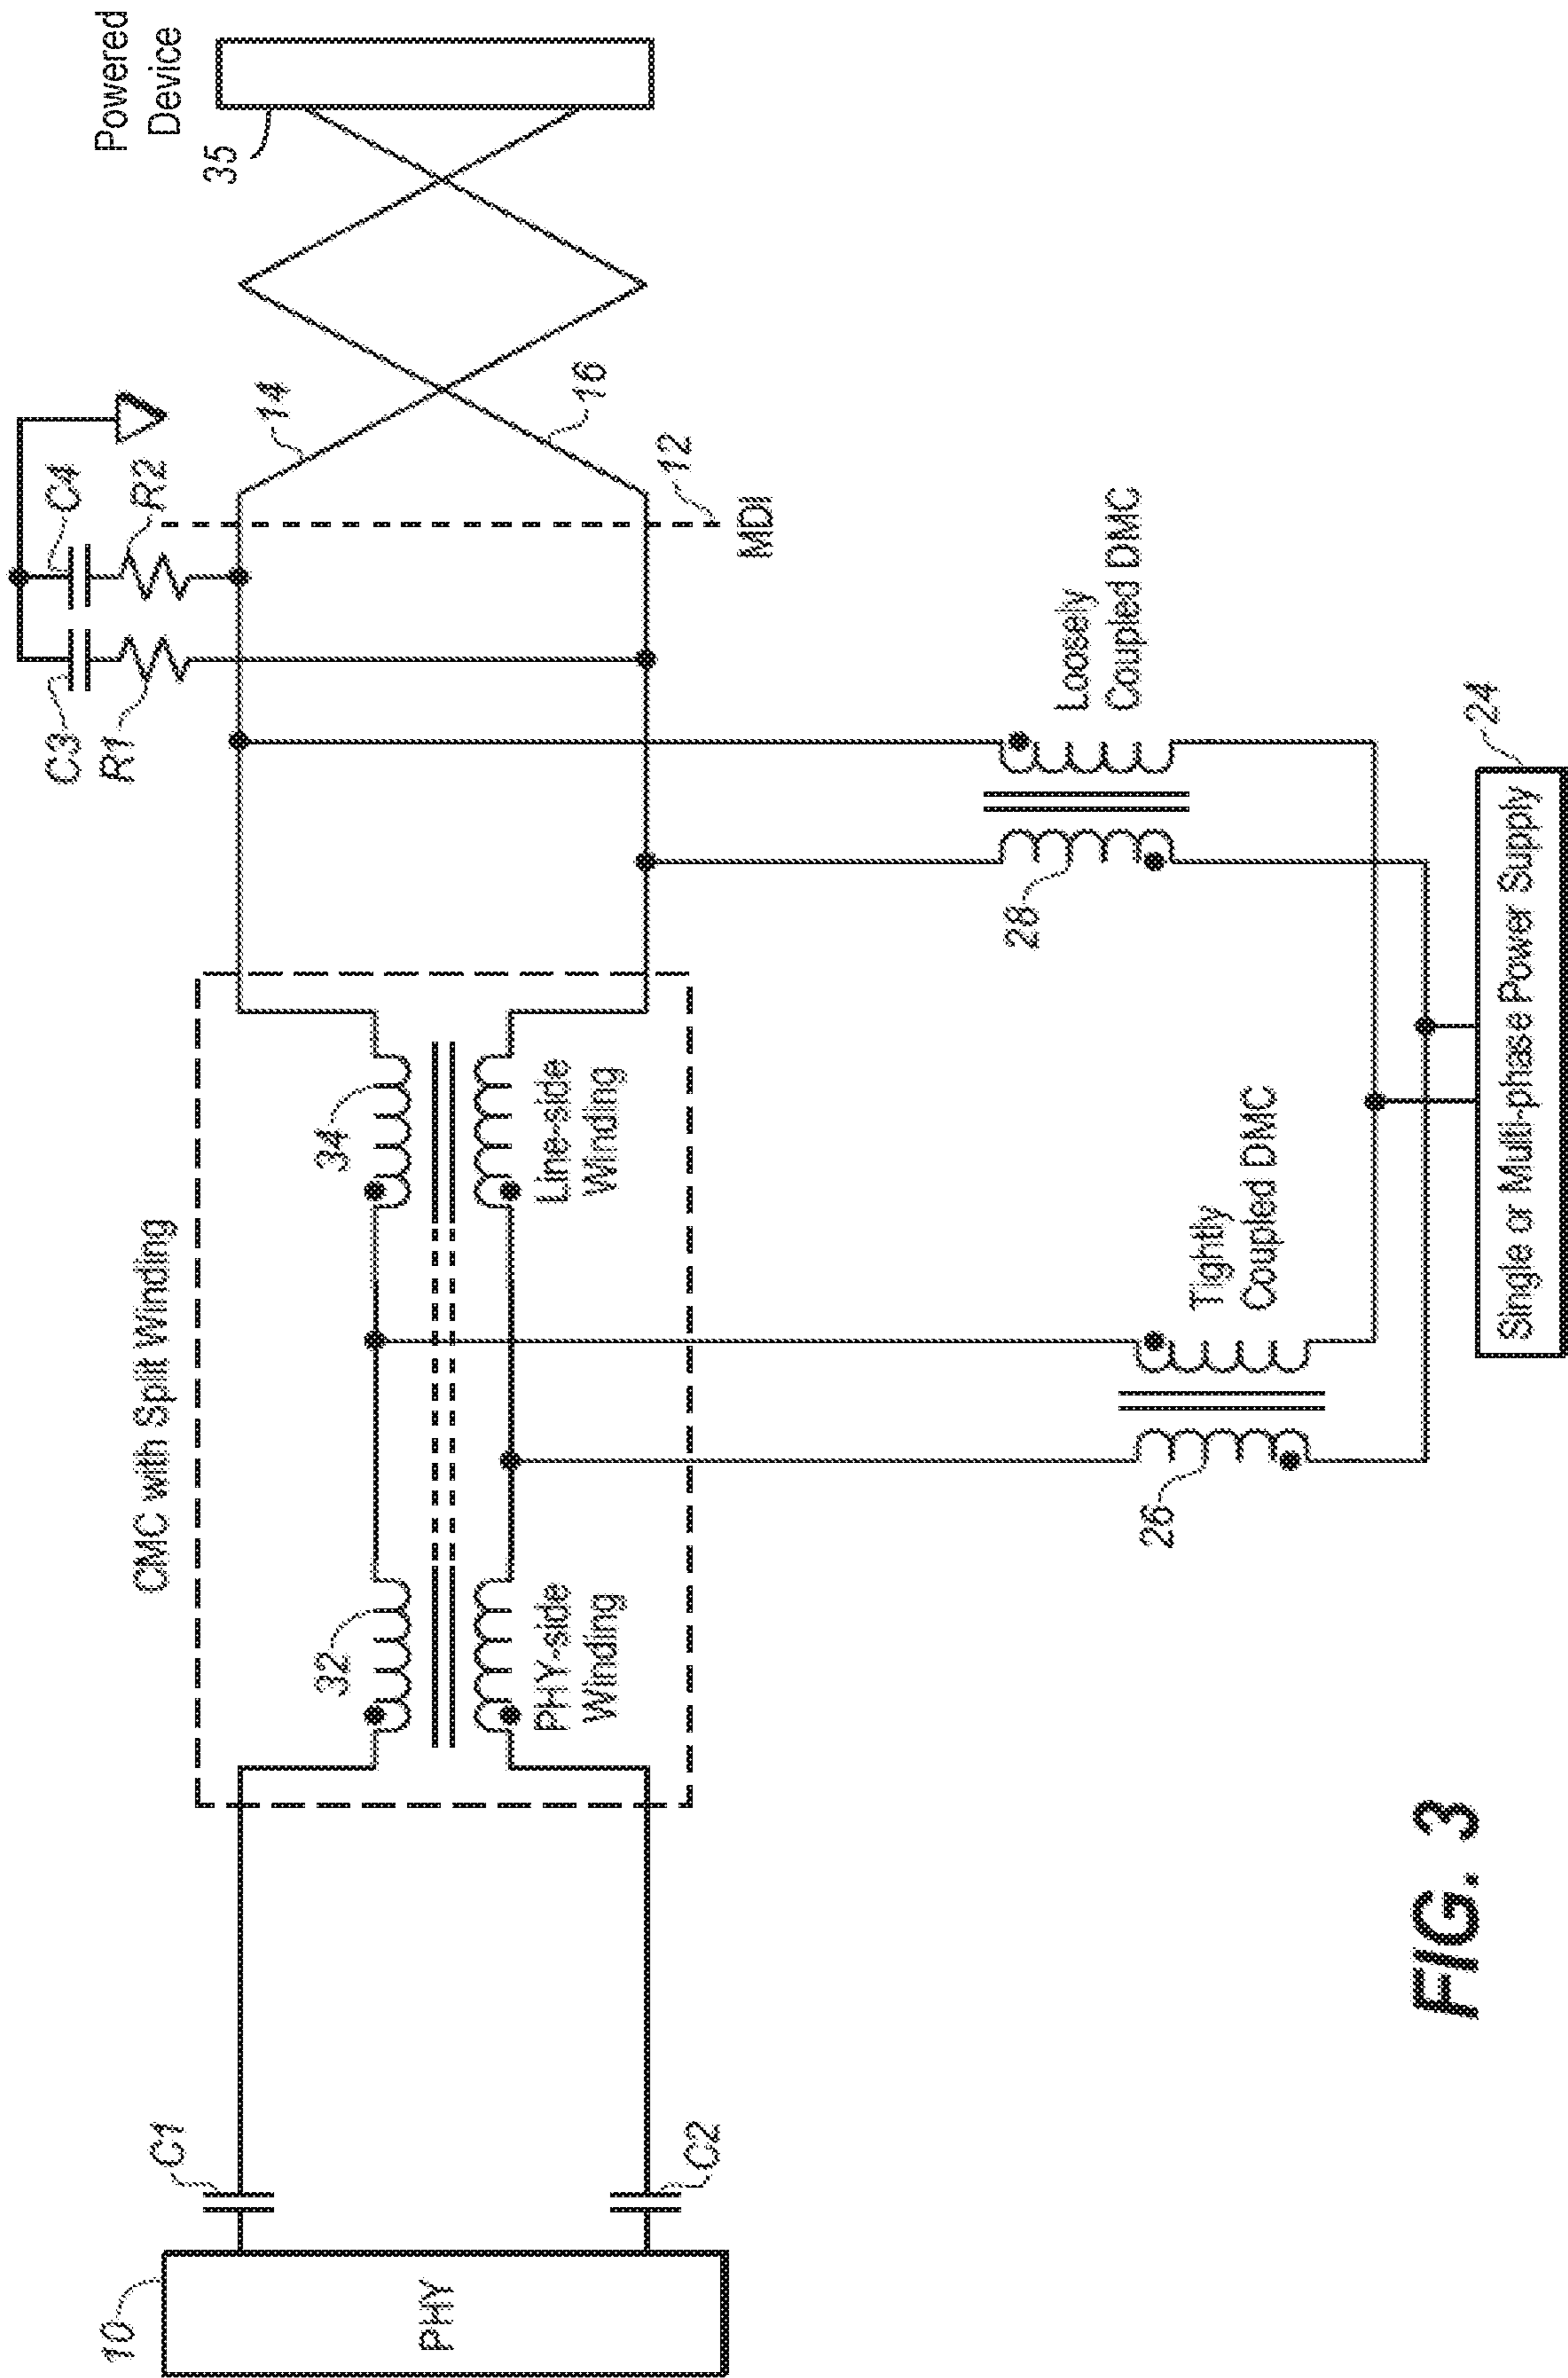 Powered
Device
35
C3
C4
R1
R2
14
16
12
MDI
CMC with Split Winding
32
34
PHY-side
Winding
Line-side
Winding
C1
C2
10
PHY
Loosely
Coupled DMC
28
Tightly
Coupled DMC
26
24
Single or Multi-phase Power Supply
FIG. 3